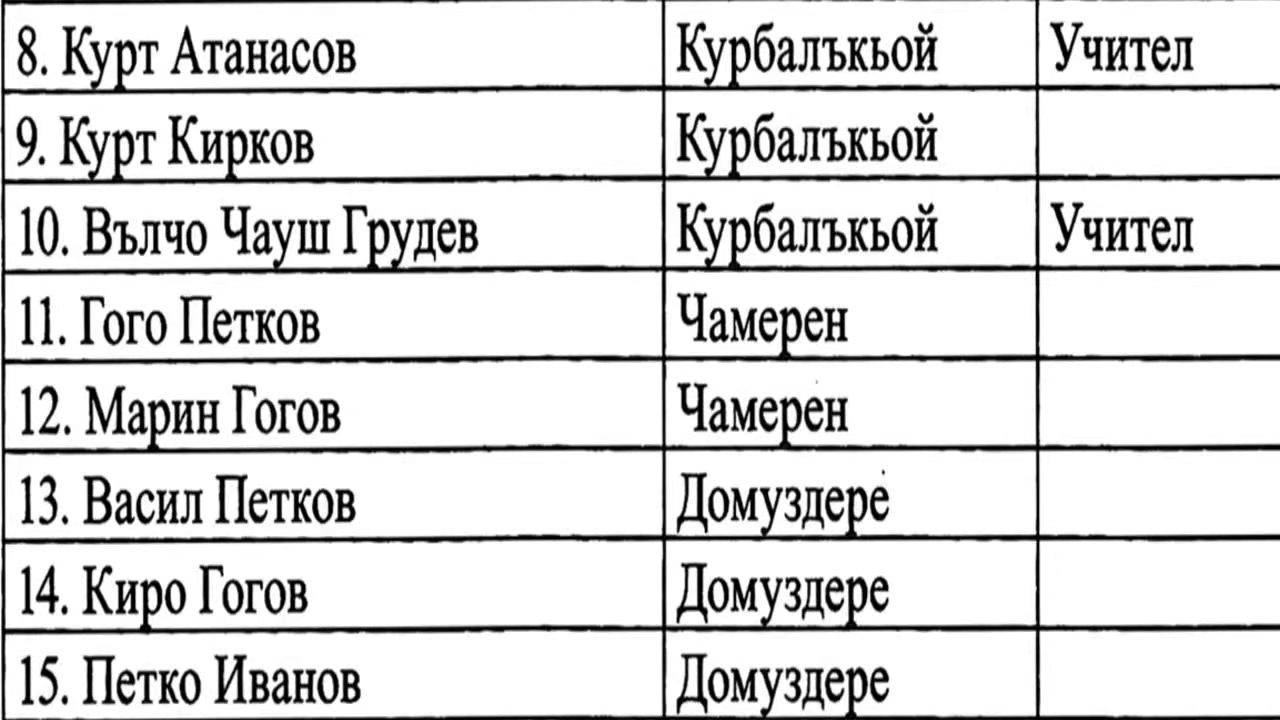 8. Курт Атанасов Курбалъкьой Учител
9. Курт Кирков Курбалъкьой
10. Вълчо Чауш Грудев Курбалъкьой Учител
11. Гого Петков Чамерен
12. Марин Гогов Чамерен
13. Васил Петков Домуздере
14. Киро Гогов Домуздере
15. Петко Иванов Домуздере